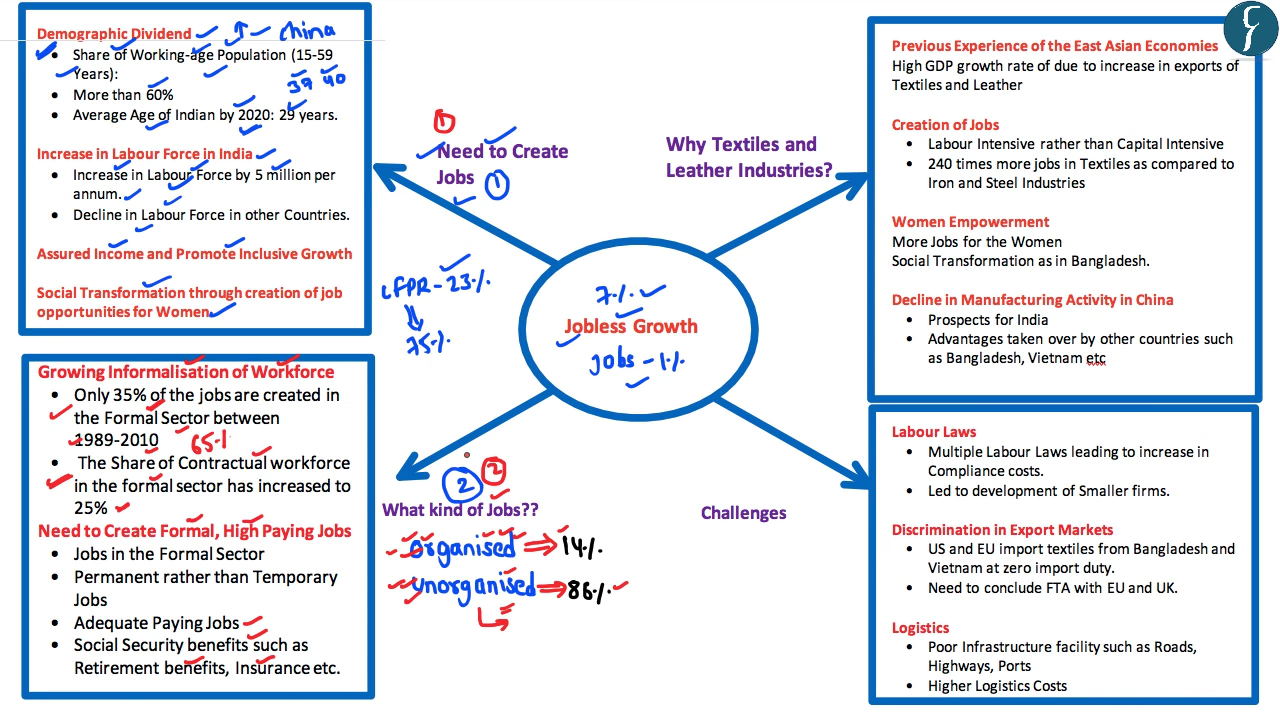 Demographic Dividend
↑ china
• Share of Working-age Population (15-59
Years):
37 40
• More than 60%
• Average Age of Indian by 2020: 29 years.
Increase in Labour Force in India
• Increase in Labour Force by 5 million per
annum.
• Decline in Labour Force in other Countries.
Assured Income and Promote Inclusive Growth
Social Transformation through creation of job
opportunities for Women
1
Need to Create
Jobs
1
Why Textiles and
Leather Industries?
Previous Experience of the East Asian Economies
High GDP growth rate of due to increase in exports of
Textiles and Leather
Creation of Jobs
• Labour Intensive rather than Capital Intensive
• 240 times more jobs in Textiles as compared to
Iron and Steel Industries
Women Empowerment
More Jobs for the Women
Social Transformation as in Bangladesh.
Decline in Manufacturing Activity in China
• Prospects for India
• Advantages taken over by other countries such
as Bangladesh, Vietnam etc
LFPR - 23%
75%
7%
Jobless Growth
jobs - 1%
Growing Informalisation of Workforce
• Only 35% of the jobs are created in
the Formal Sector between
1989-2010
65%
• The Share of Contractual workforce
in the formal sector has increased to
25%
Need to Create Formal, High Paying Jobs
• Jobs in the Formal Sector
• Permanent rather than Temporary
Jobs
• Adequate Paying Jobs
• Social Security benefits such as
Retirement benefits, Insurance etc.
2
2
What kind of Jobs??
organised ⇒ 14%
unorganised ⇒ 86%
Challenges
Labour Laws
• Multiple Labour Laws leading to increase in
Compliance costs.
• Led to development of Smaller firms.
Discrimination in Export Markets
• US and EU import textiles from Bangladesh and
Vietnam at zero import duty.
• Need to conclude FTA with EU and UK.
Logistics
• Poor Infrastructure facility such as Roads,
Highways, Ports
• Higher Logistics Costs